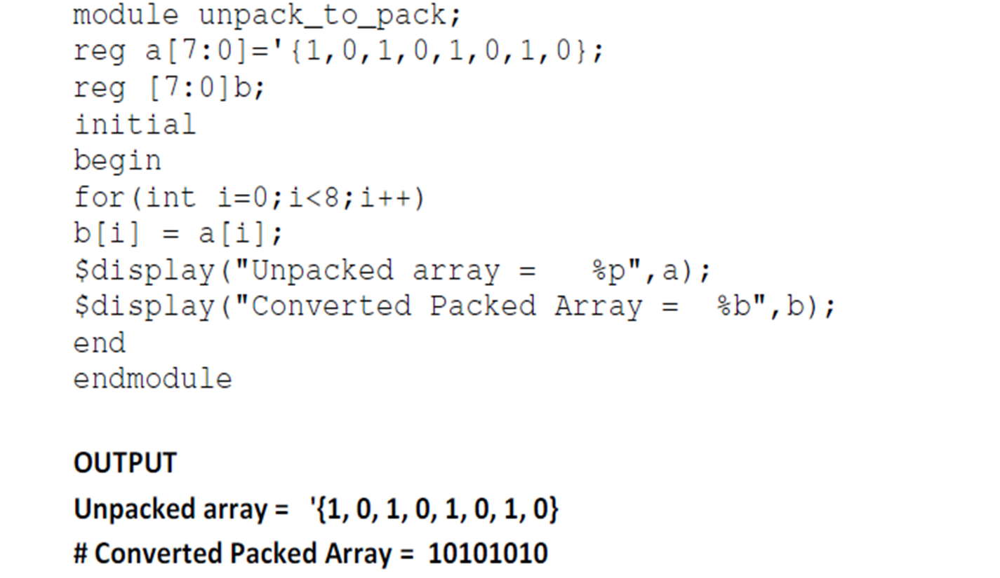 module unpack_to_pack;
reg a[7:0]='{1,0,1,0,1,0,1,0};
reg [7:0]b;
initial
begin
for(int i=0;i<8;i++)
b[i] = a[i];
$display("Unpacked array =   %p",a);
$display("Converted Packed Array =  %b",b);
end
endmodule
OUTPUT
Unpacked array =  '{1, 0, 1, 0, 1, 0, 1, 0}
# Converted Packed Array =  10101010